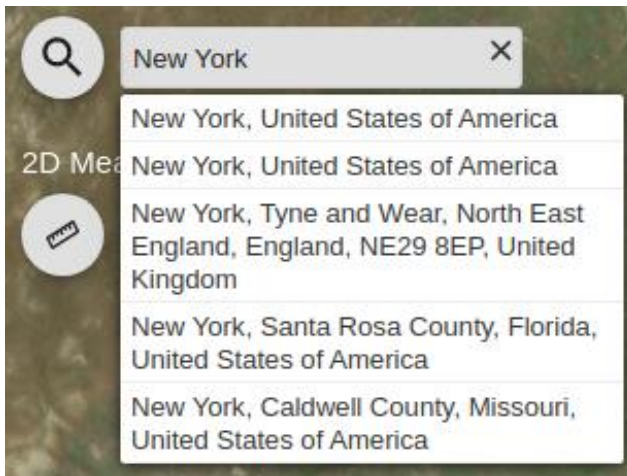 New York
New York, United States of America
2D Mea
New York, United States of America
New York, Tyne and Wear, North East
England, England, NE29 8EP, United
Kingdom
New York, Santa Rosa County, Florida,
United States of America
New York, Caldwell County, Missouri,
United States of America